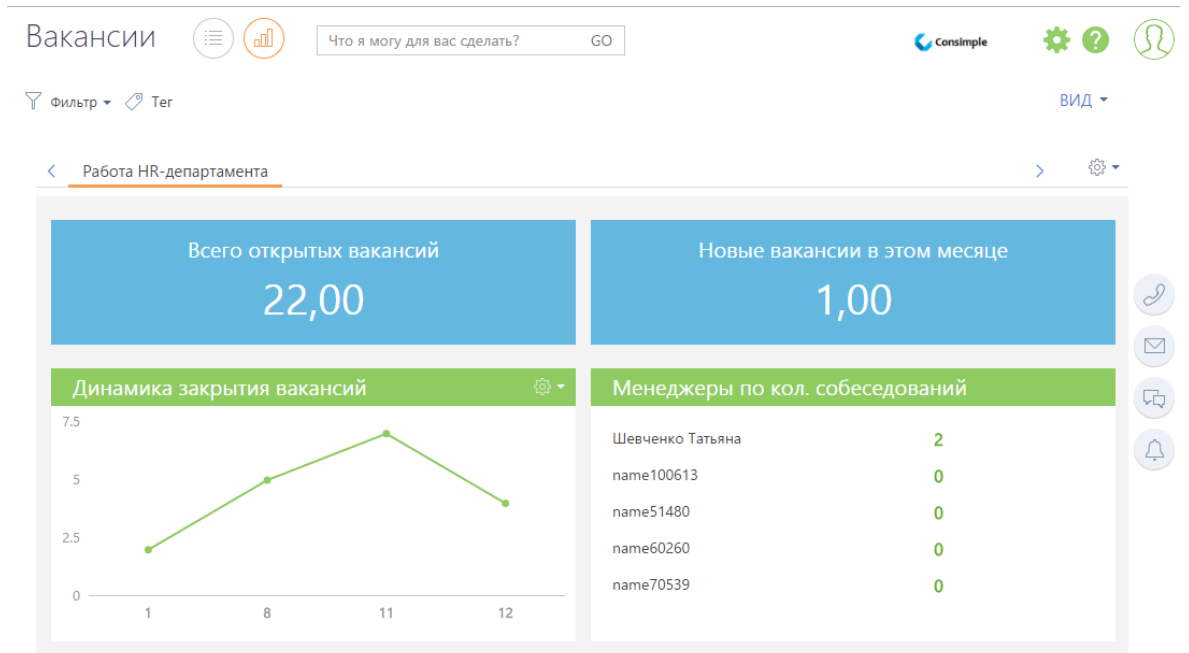 Вакансии
Что я могу для вас сделать? GO
Consimple
?
Фильтр
Тег
ВИД
Работа HR-департамента
Всего открытых вакансий
22,00
Новые вакансии в этом месяце
1,00
Динамика закрытия вакансий
7.5
5
2.5
0
1 8 11 12
Менеджеры по кол. собеседований
Шевченко Татьяна 2
name100613 0
name51480 0
name60260 0
name70539 0